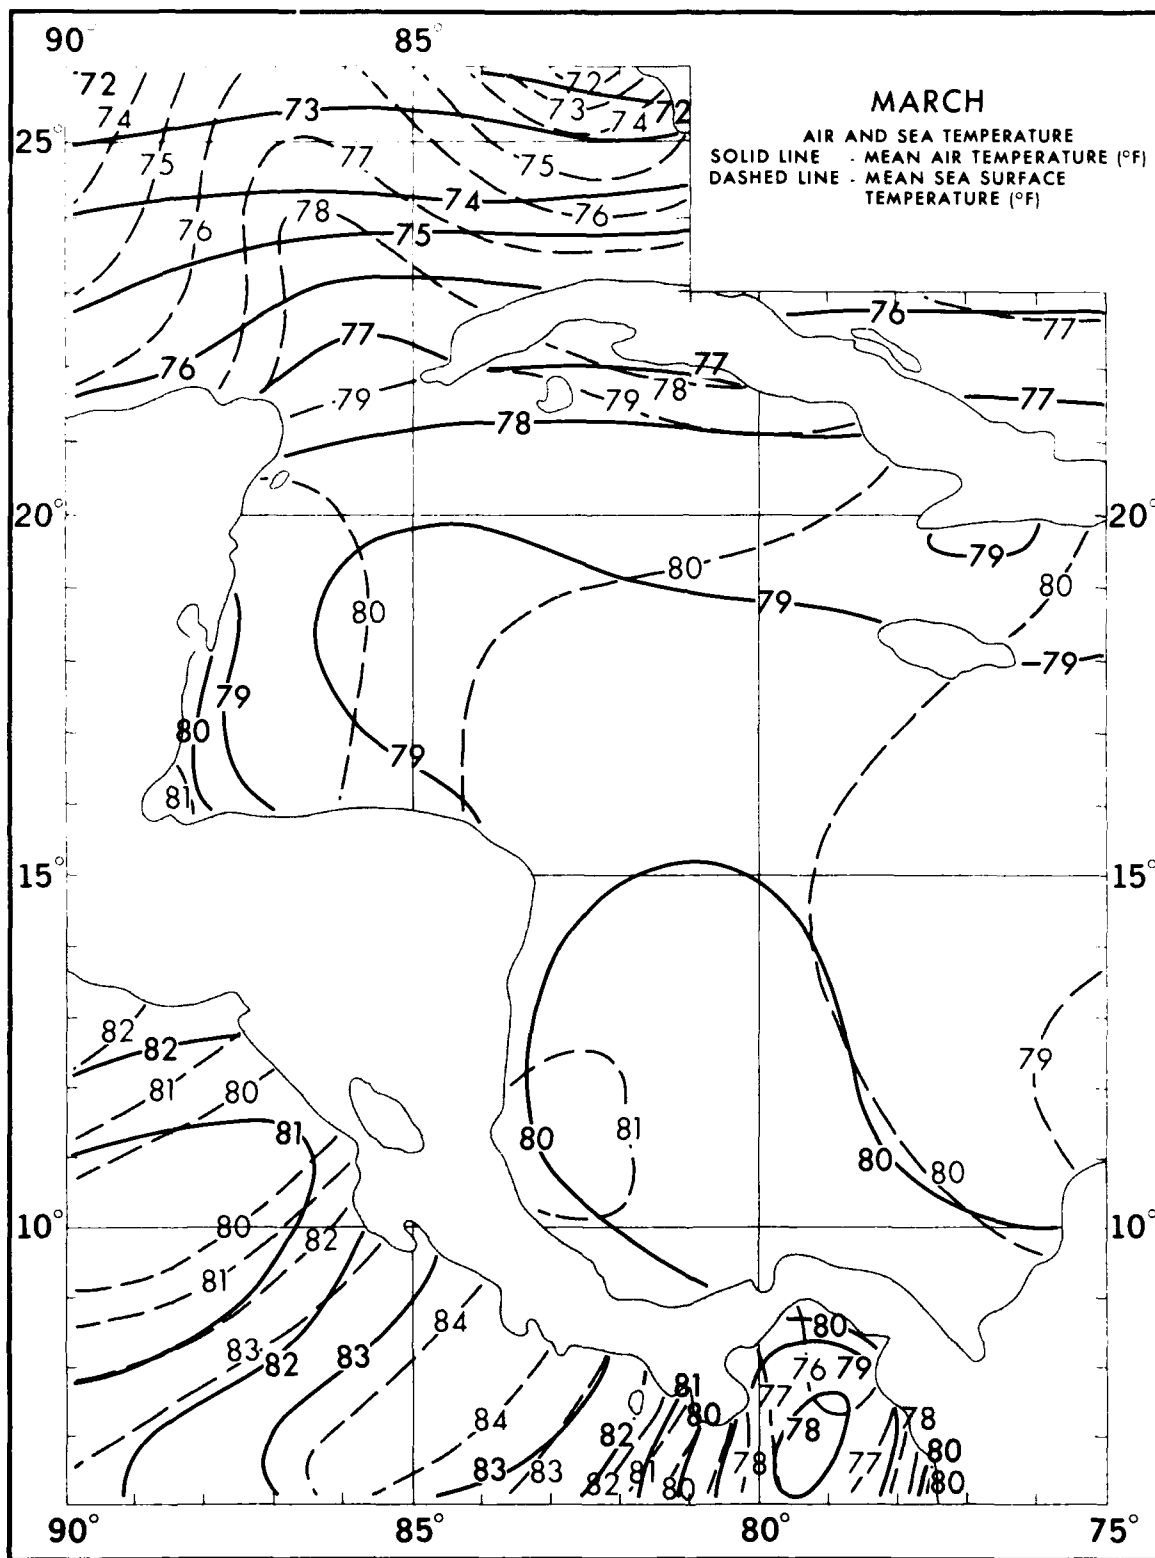 90° 85°
MARCH
AIR AND SEA TEMPERATURE
SOLID LINE - MEAN AIR TEMPERATURE (°F)
DASHED LINE - MEAN SEA SURFACE
TEMPERATURE (°F)
72 72
74 73 73 74 72
25°
75 77 75
76 78 74 76
75
76 77
77 76
77 78
79 79 77
78
20° 20°
79
80 80
80 79
79
79
80 79
81
15° 15°
82 82 79
81 80
81 81
80 80 80
10° 80 82 10°
81
84
83 82 83 80
76 79
81 77
80
84 82 78 78
83 83 82 81 80 78 77 80
80
90° 85° 80° 75°